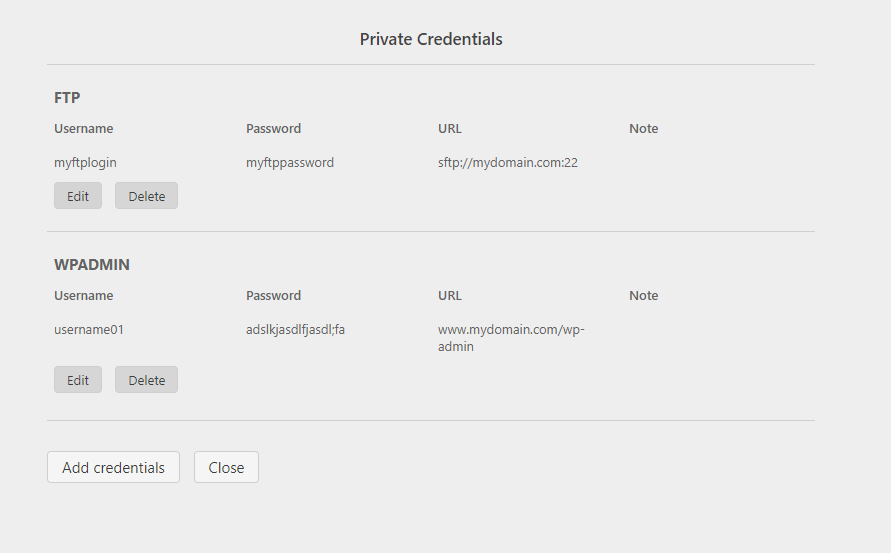 Private Credentials
FTP
Username Password URL Note
myftplogin myftppassword sftp://mydomain.com:22
Edit Delete
WPADMIN
Username Password URL Note
username01 adslkjasdlfjasdl;fa www.mydomain.com/wp-
admin
Edit Delete
Add credentials Close